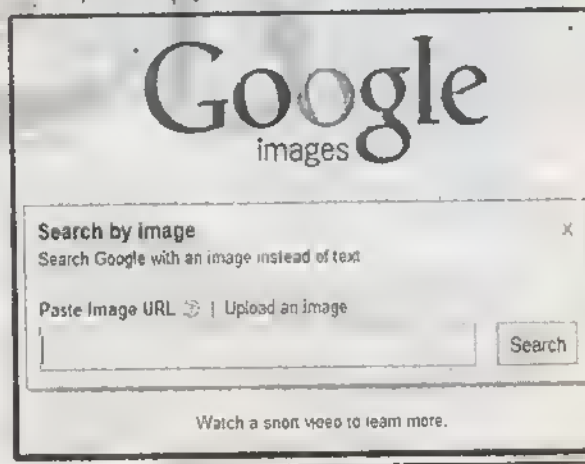 Google
images
Search by image
X
Search Google with an image instead of text
Paste Image URL | Upload an image
Search
Watch a short video to learn more.